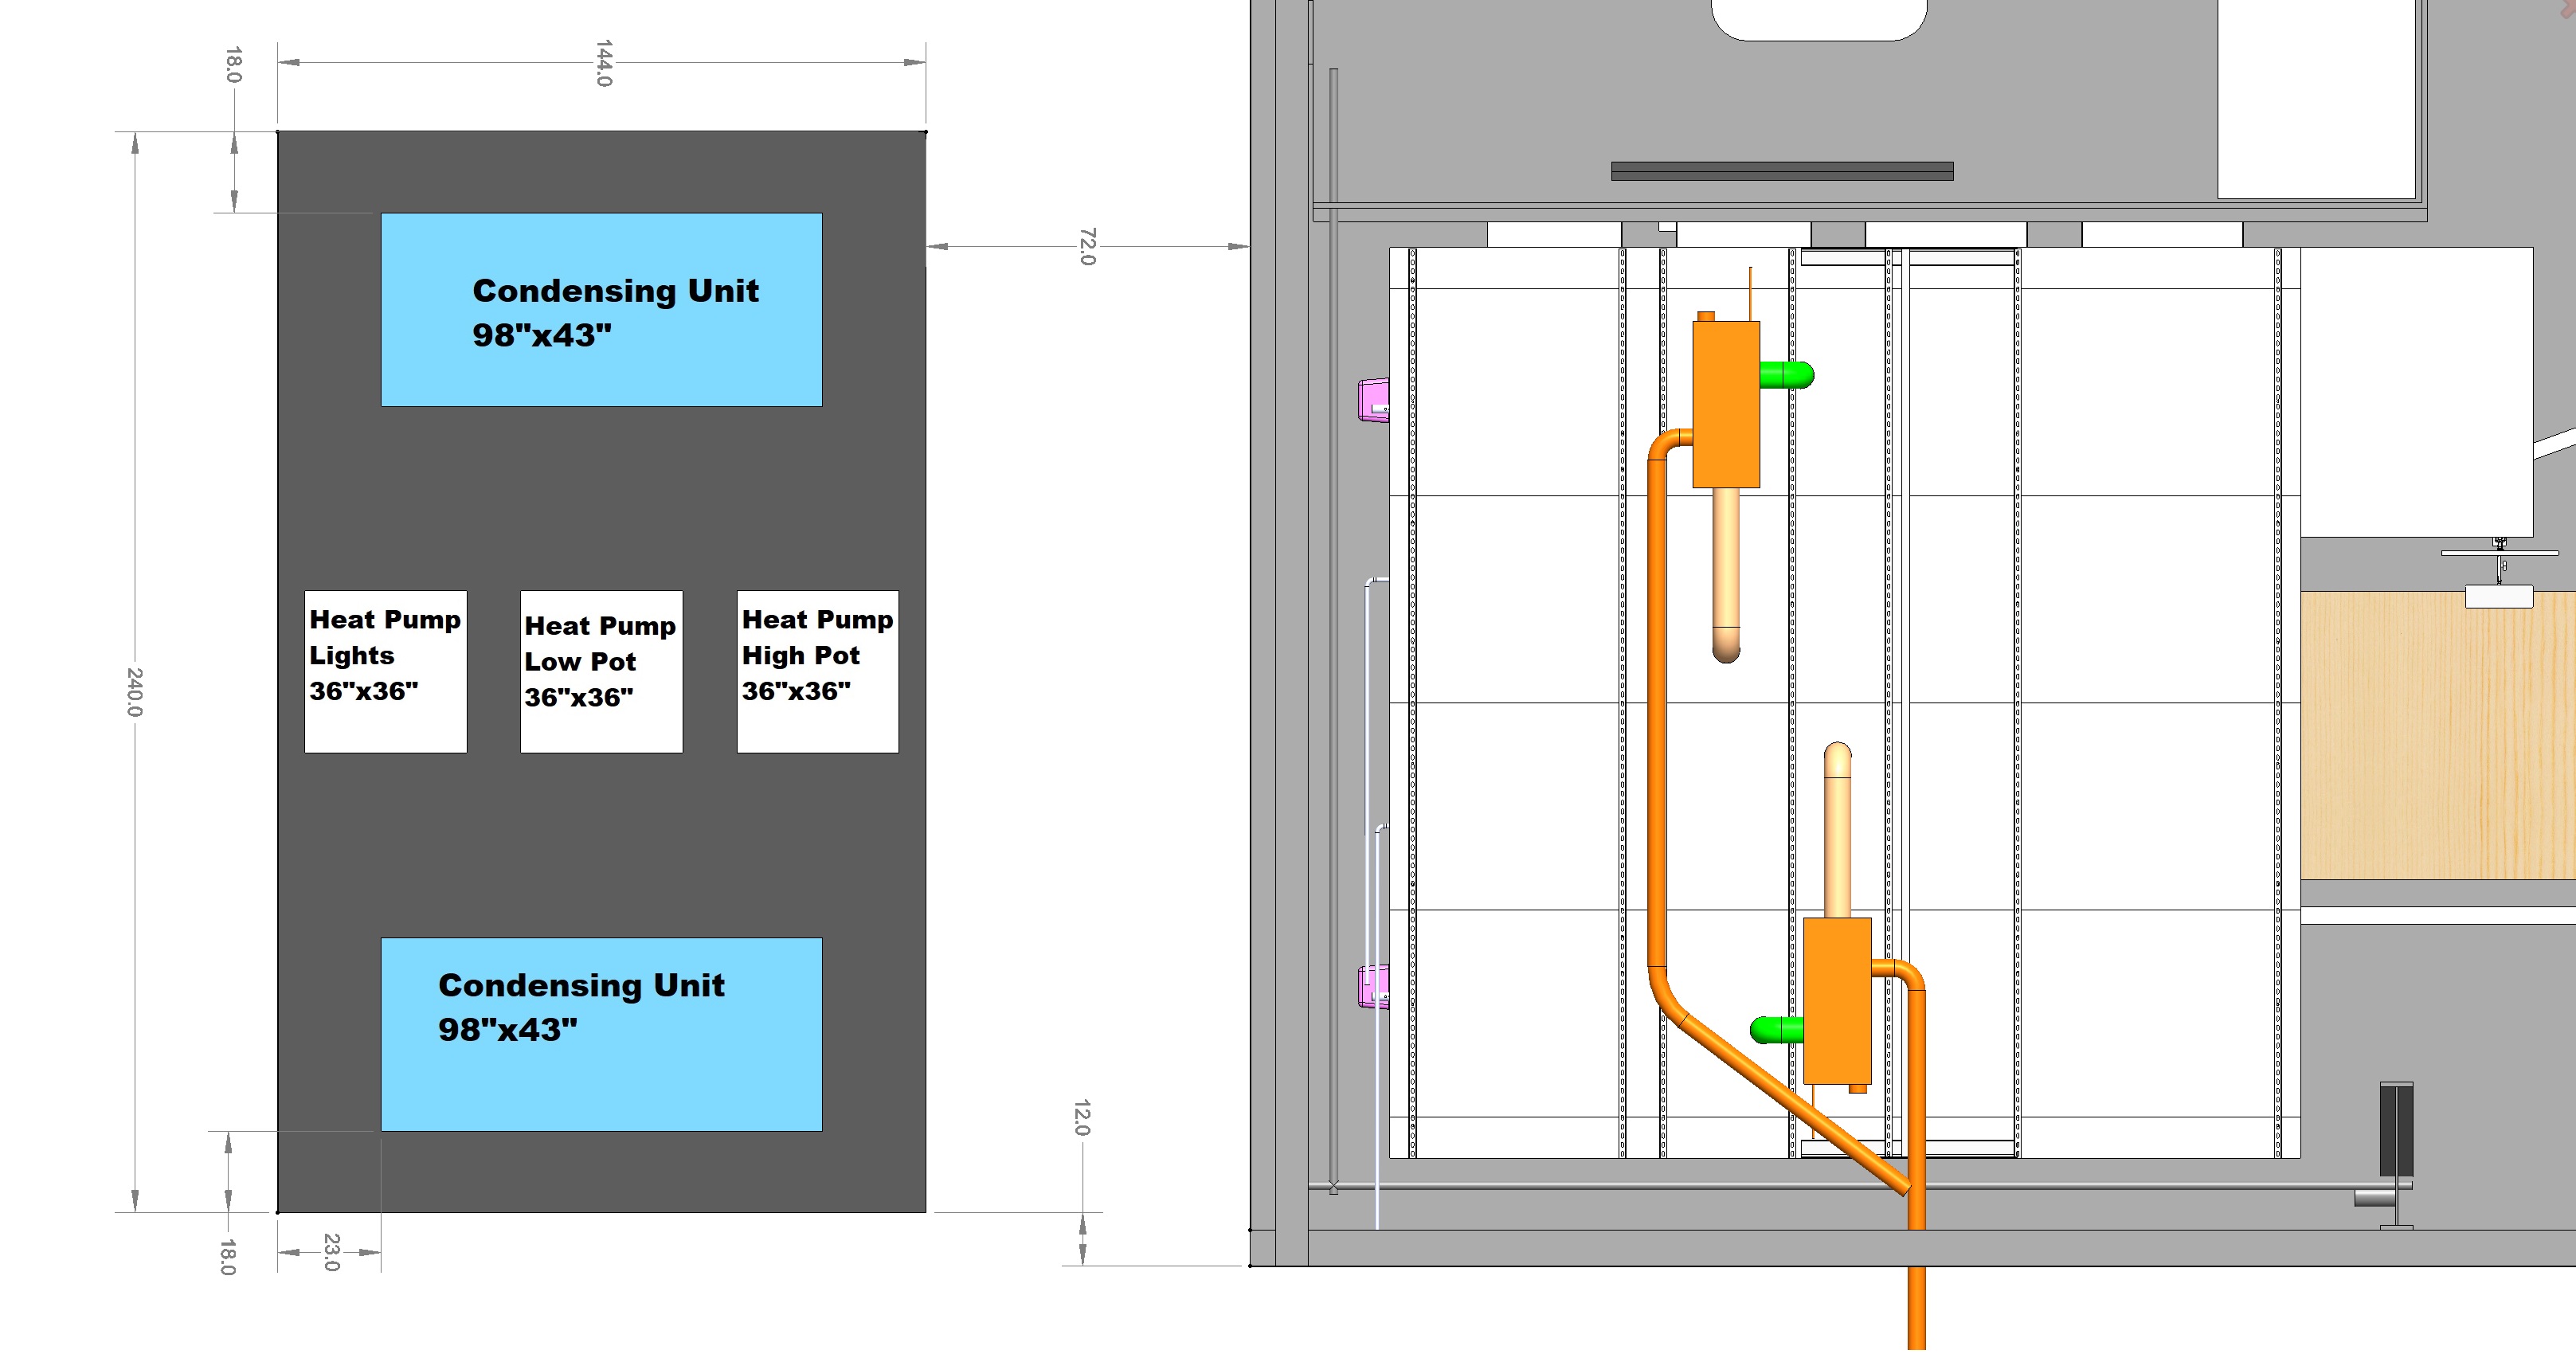 144.0
18.0
72.0
Condensing Unit
98"x43"
Heat Pump
Lights
36"x36"
Heat Pump
Low Pot
36"x36"
Heat Pump
High Pot
36"x36"
240.0
Condensing Unit
98"x43"
12.0
18.0
23.0